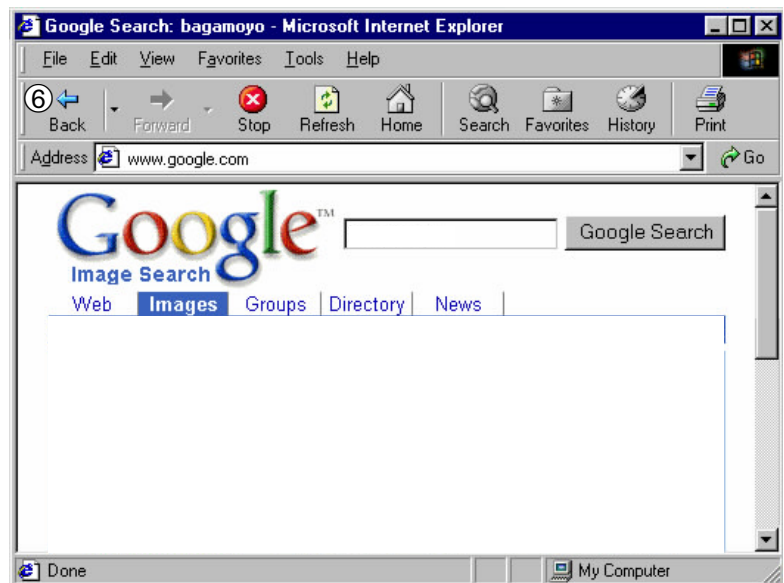 Google Search: bagamoyo - Microsoft Internet Explorer
File Edit View Favorites Tools Help
⑥ Back Forward Stop Refresh Home Search Favorites History Print
Address www.google.com Go
Google™ Google Search
Image Search
Web Images Groups Directory News
Done My Computer